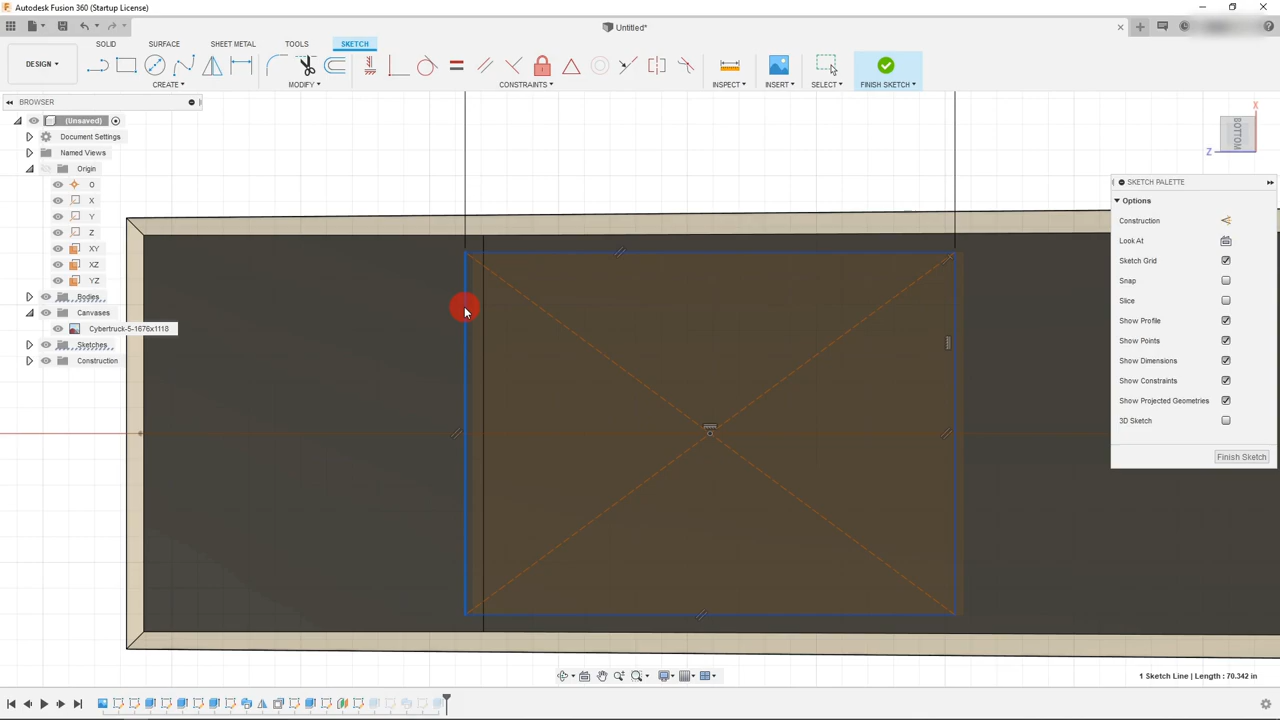 Autodesk Fusion 360 (Startup License)
Untitled*
DESIGN
SOLID
SURFACE
SHEET METAL
TOOLS
SKETCH
CREATE
MODIFY
CONSTRAINTS
INSPECT
INSERT
SELECT
FINISH SKETCH
BROWSER
(Unsaved)
Document Settings
Named Views
Origin
O
X
Y
Z
XY
XZ
YZ
Bodies
Canvases
Cybertruck-5-1676x1118
Sketches
Construction
X
BOTTOM
Z
SKETCH PALETTE
Options
Construction
Look At
Sketch Grid
Snap
Slice
Show Profile
Show Points
Show Dimensions
Show Constraints
Show Projected Geometries
3D Sketch
Finish Sketch
1 Sketch Line | Length : 70.342 in